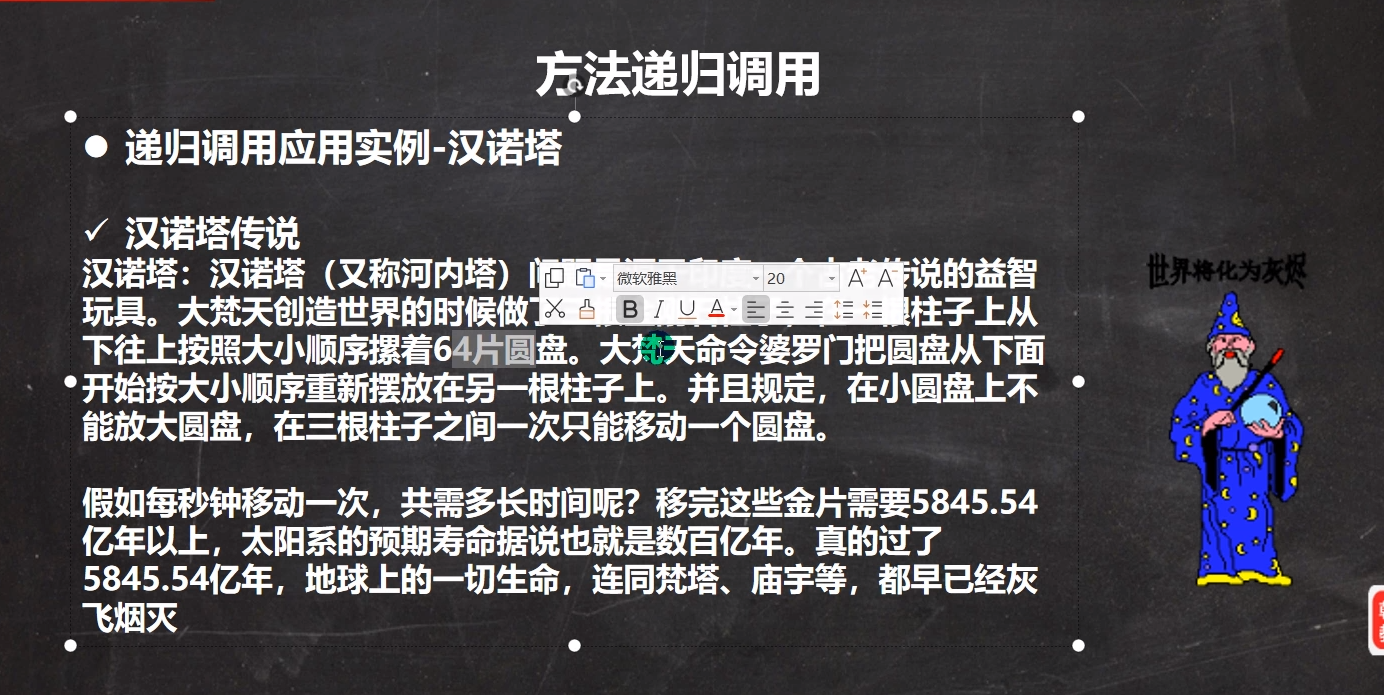 方法递归调用
递归调用应用实例-汉诺塔
汉诺塔传说
汉诺塔：汉诺塔（又称河内塔）传说的益智
微软雅黑 20
玩具。大梵天创造世界的时候做了柱子上从
B I U A
下往上按照大小顺序摞着64片圆盘。大梵天命令婆罗门把圆盘从下面
开始按大小顺序重新摆放在另一根柱子上。并且规定，在小圆盘上不
能放大圆盘，在三根柱子之间一次只能移动一个圆盘。
假如每秒钟移动一次，共需多长时间呢？移完这些金片需要5845.54
亿年以上，太阳系的预期寿命据说也就是数百亿年。真的过了
5845.54亿年，地球上的一切生命，连同梵塔、庙宇等，都早已经灰
飞烟灭
世界将化为灰烬